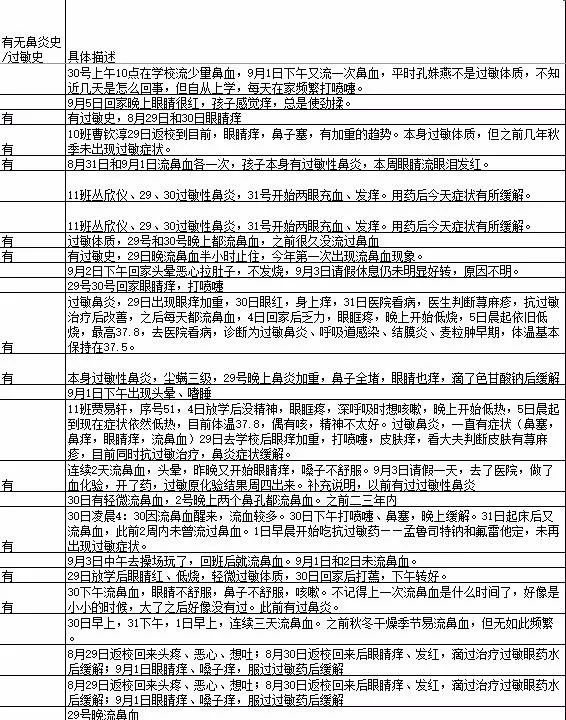 有无鼻炎史
/过敏史
具体描述
30号上午10点在学校流少量鼻血，9月1日下午又流一次鼻血，平时孔姝燕不是过敏体质，不知
近几天是怎么回事，但自从上学，每天在家频繁打喷嚏。
9月5日回家晚上眼睛很红，孩子感觉痒，总是使劲揉。
有
有过敏史，8月29日和30日眼睛痒
有
10班曹钦淳29日返校到目前，眼睛痒，鼻子塞，有加重的趋势。本身过敏体质，但之前几年秋
季未出现过敏症状。
有
8月31日和9月1日流鼻血各一次，孩子本身有过敏性鼻炎，本周眼睛流眼泪发红。
11班丛欣仪、29、30过敏性鼻炎，31号开始两眼充血、发痒。用药后今天症状有所缓解。
11班丛欣仪、29、30过敏性鼻炎，31号开始两眼充血、发痒。用药后今天症状有所缓解。
有
过敏体质，29号和30号晚上都流鼻血，之前很久没流过鼻血
有
有过敏史，29日晚流鼻血半小时止住，今年第一次出现流鼻血现象。
9月2日下午回家头晕恶心拉肚子，不发烧，9月3日请假休息仍未明显好转，原因不明。
29号30号回家眼睛痒，打喷嚏
有
过敏鼻炎，29日出现眼痒加重，30日眼红，身上痒，31日医院看病，医生判断荨麻疹，抗过敏
治疗后改善，之后每天都流鼻血，4日回家后乏力，眼眶疼，晚上开始低烧，5日晨起依旧低
烧，最高37.8，去医院看病，诊断为过敏鼻炎、呼吸道感染、结膜炎、麦粒肿早期，体温基本
保持在37.5。
有
本身过敏性鼻炎，尘螨三级，29号晚上鼻炎加重，鼻子全堵，眼睛也痒，滴了色甘酸钠后缓解
9月1日下午出现头晕、嗜睡
有
11班贾易轩，序号51，4日放学后没精神，眼眶疼，深呼吸时想咳嗽，晚上开始低热，5日晨起
到现在症状依然低热，目前体温37.8，偶有咳，精神不太好。过敏鼻炎，一直有症状（鼻塞，
鼻痒，眼睛痒，流鼻血）29日去学校后眼痒加重，打喷嚏，皮肤痒，看大夫判断皮肤有荨麻
疹，目前同时抗过敏治疗，鼻炎症状缓解。
有
连续2天流鼻血，头晕，昨晚又开始眼睛痒，嗓子不舒服。9月3日请假一天，去了医院，做了
血化验，开了药，过敏原化验结果周四出来。补充说明，以前有过过敏性鼻炎
30日有轻微流鼻血，2号晚上两个鼻孔都流鼻血。之前二三年内
有
30日凌晨4：30因流鼻血醒来，流血较多。30日下午打喷嚏、鼻塞，晚上缓解。31日起床后又
流鼻血，此前2周内未曾流过鼻血。1日早晨开始吃抗过敏药——孟鲁司特钠和氟雷他定，未再
出现过敏症状。
9月3日中午去操场玩了，回班后就流鼻血。9月1日和2日未流鼻血。
有
29日放学后眼睛红、低烧，轻微过敏体质，30日回家后打蔫，下午转好。
有
30下午流鼻血，眼睛不舒服，鼻子不舒服，咳嗽。不记得上一次流鼻血是什么时间了，好像是
小小的时候，大了之后好像没有过。此前有过鼻炎。
30日早上，31下午，1日早上，连续三天流鼻血。之前秋冬干燥季节易流鼻血，但无如此频繁
。
8月29日返校回来头疼、恶心、想吐；8月30日返校回来后眼睛痒、发红，滴过治疗过敏眼药水
后缓解；9月1日眼睛痒、嗓子痒，服过过敏药后缓解
8月29日返校回来头疼、恶心、想吐；8月30日返校回来后眼睛痒、发红，滴过治疗过敏眼药水
后缓解；9月1日眼睛痒、嗓子痒，服过过敏药后缓解
29号晚流鼻血